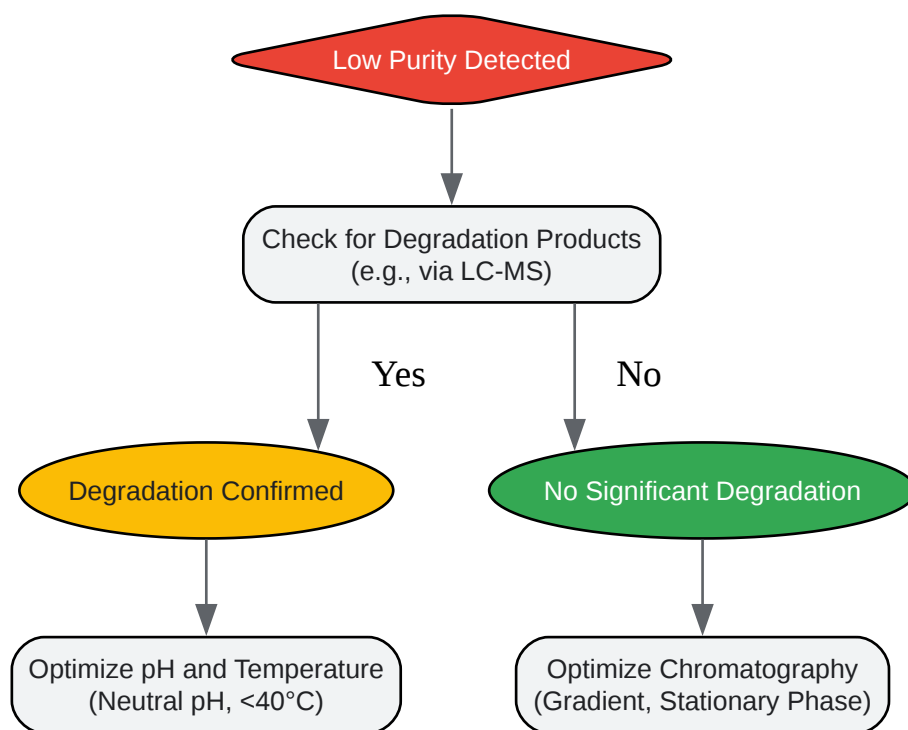 Low Purity Detected
Check for Degradation Products
(e.g., via LC-MS)
Yes
No
Degradation Confirmed
No Significant Degradation
Optimize pH and Temperature
(Neutral pH, <40°C)
Optimize Chromatography
(Gradient, Stationary Phase)